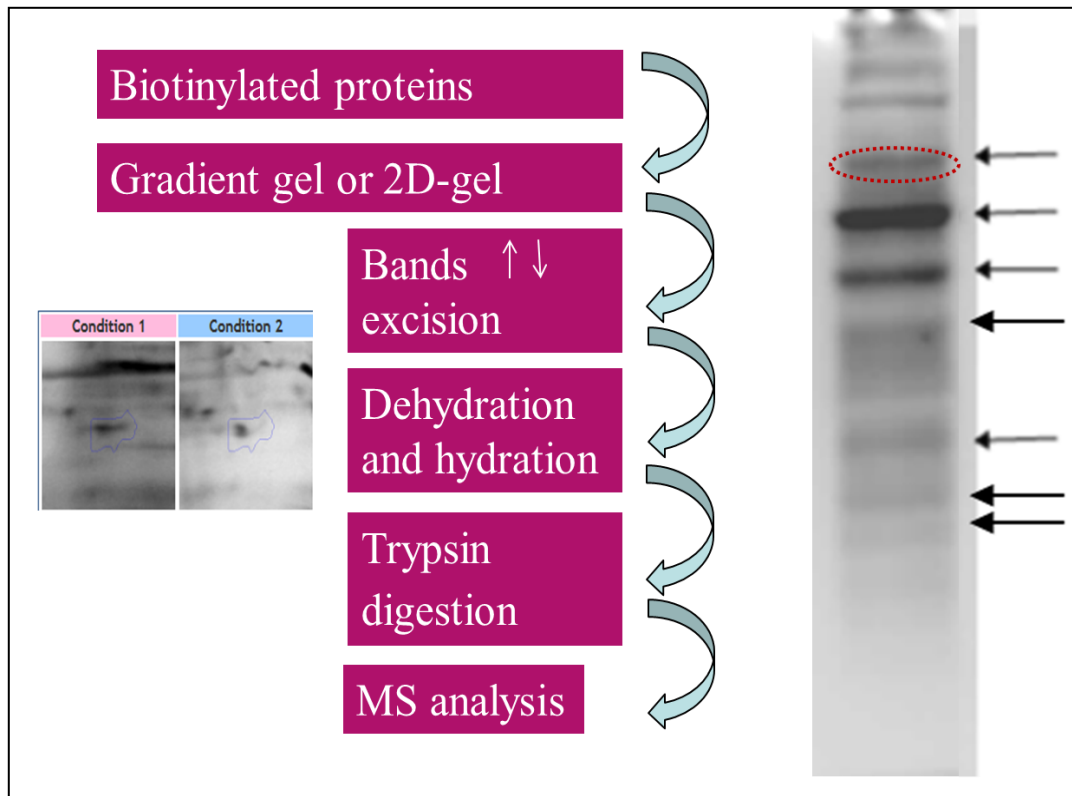 Biotinylated proteins
Gradient gel or 2D-gel
Bands ↑↓
excision
Condition 1
Condition 2
Dehydration
and hydration
Trypsin
digestion
MS analysis